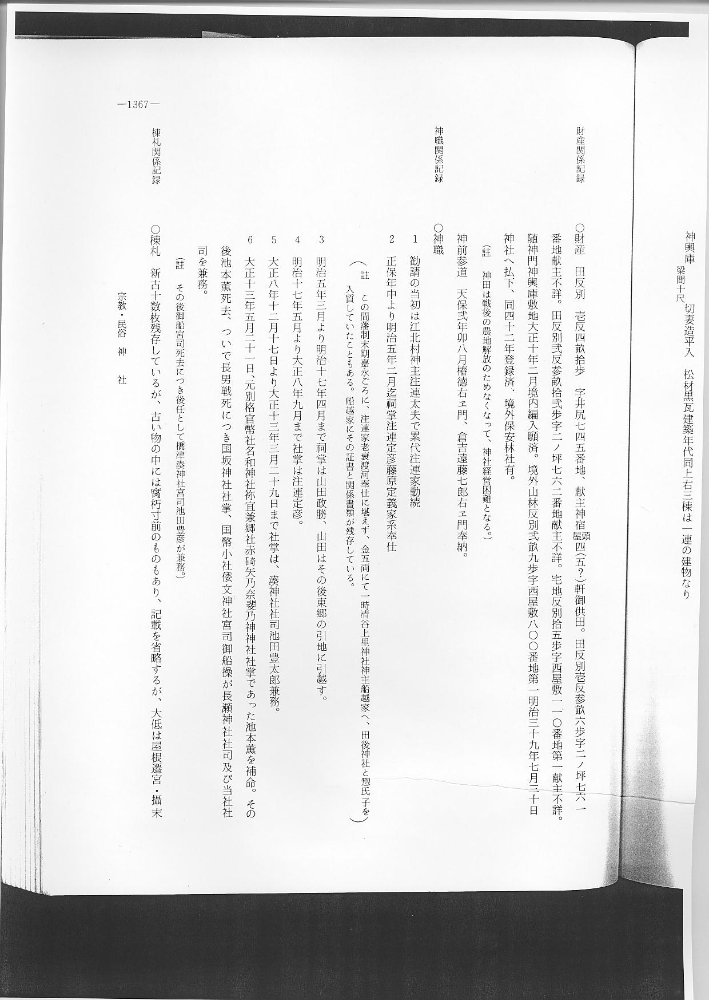 神輿庫 梁間十尺 切妻造平入 松材黒瓦建築年代同上右三棟は一連の建物なり
財産関係記録
○財産 田反別 壱反四畝拾歩 字井尻七四五番地、献主神宿頭屋四(五?)軒御供田。田反別壱反参畝六歩字二ノ坪七六一
番地献主不詳。田反別弐反参畝拾弐歩字二ノ坪七六二番地献主不詳。宅地反別拾五歩字西屋敷一一〇番地第一献主不詳。
随神門神輿庫敷地大正十年二月境内編入願済。境外山林反別弐畝九歩字西屋敷八〇〇番地第一明治三十九年七月三十日
神社へ払下、同四十二年登録済、境外保安林社有。
(註 神田は戦後の農地解放のためなくなって、神社経営困難となる。)
神前参道 天保弐年卯八月椿徳右ヱ門、倉吉遠藤七郎右ヱ門奉納。
神職関係記録
○神職
1 勧請の当初は江北村神主注連太夫で累代注連家勤続
2 正保年中より明治五年二月迄祠掌注連定彦藤原定義家系奉仕
(註 この間藩制末期嘉永ごろに、注連家老衰渡河奉仕に堪えず、金五両にて一時清谷上里神社神主船越家へ、田後神社と惣氏子を
入質していたこともある。船越家にその証書と関係書類が残存している。)
3 明治五年三月より明治十七年四月まで祠掌は山田政勝、山田はその後東郷の引地に引越す。
4 明治十七年五月より大正八年九月まで社掌は注連定彦。
5 大正八年十二月十七日より大正十三年三月二十九日まで社掌は、湊神社社司池田豊太郎兼務。
6 大正十三年五月二十一日、元別格官幣社名和神社祢宜兼郷社赤碕矢乃奈斐乃神神社社掌であった池本薫を補命。その
後池本薫死去、ついで長男戦死につき国坂神社社掌、国幣小社倭文神社宮司御船操が長瀬神社社司及び当社社
司を兼務。
(註 その後御船宮司死去につき後任として橋津湊神社宮司池田豊彦が兼務。)
棟札関係記録
○棟札 新古十数枚残存しているが、古い物の中には腐朽寸前のものもあり、記載を省略するが、大低は屋根遷宮・攝末
宗教・民俗 神 社
—1367—